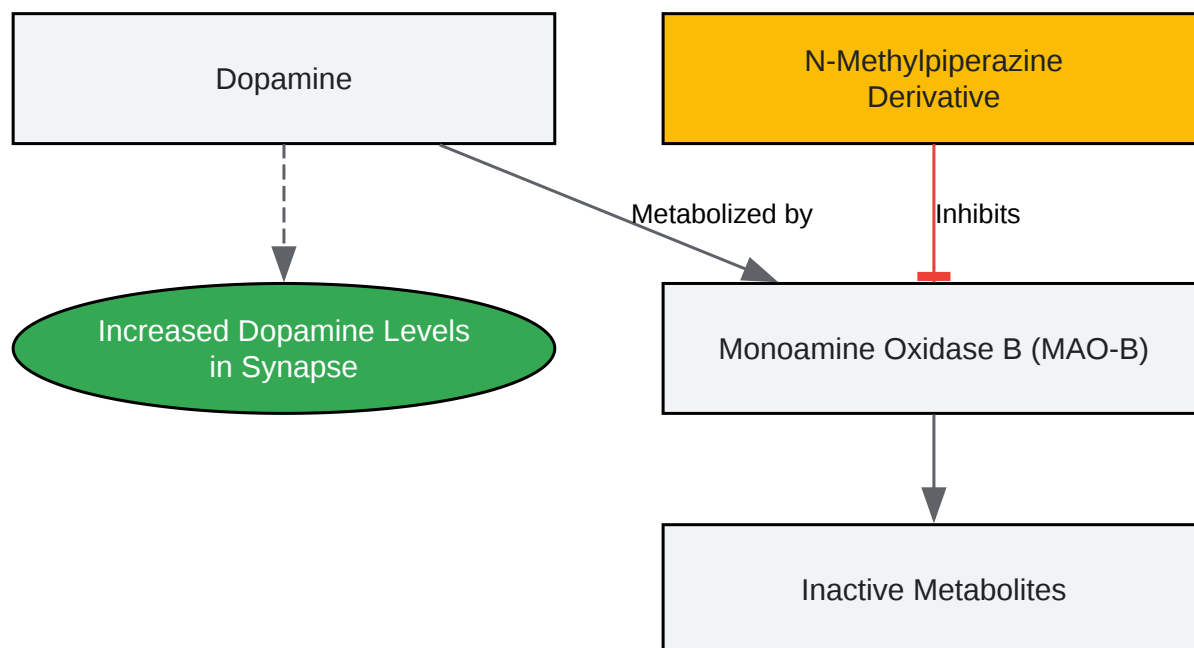 Dopamine
N-Methylpiperazine
Derivative
Metabolized by
Inhibits
Increased Dopamine Levels
in Synapse
Monoamine Oxidase B (MAO-B)
Inactive Metabolites